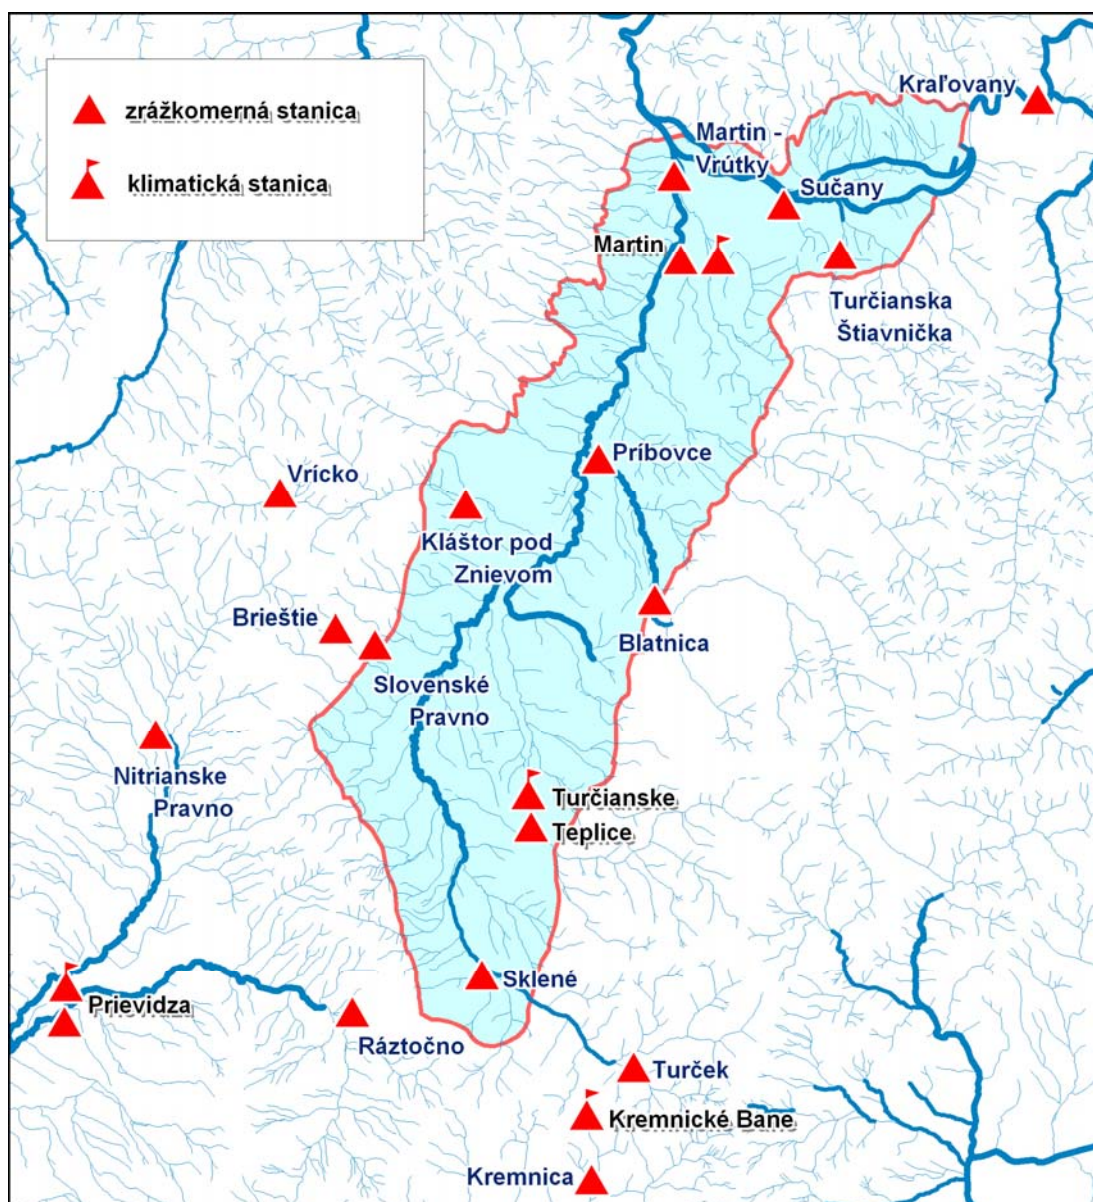 zrážkomerná stanica
klimatická stanica
Kraľovany
Martin -
Vrútky
Sučany
Martin
Turčianska
Štiavnička
Príbovce
Vrícko
Kláštor pod
Znievom
Brieštie
Blatnica
Slovenské
Pravno
Nitrianske
Pravno
Turčianske
Teplice
Sklené
Prievidza
Ráztočno
Turček
Kremnické Bane
Kremnica